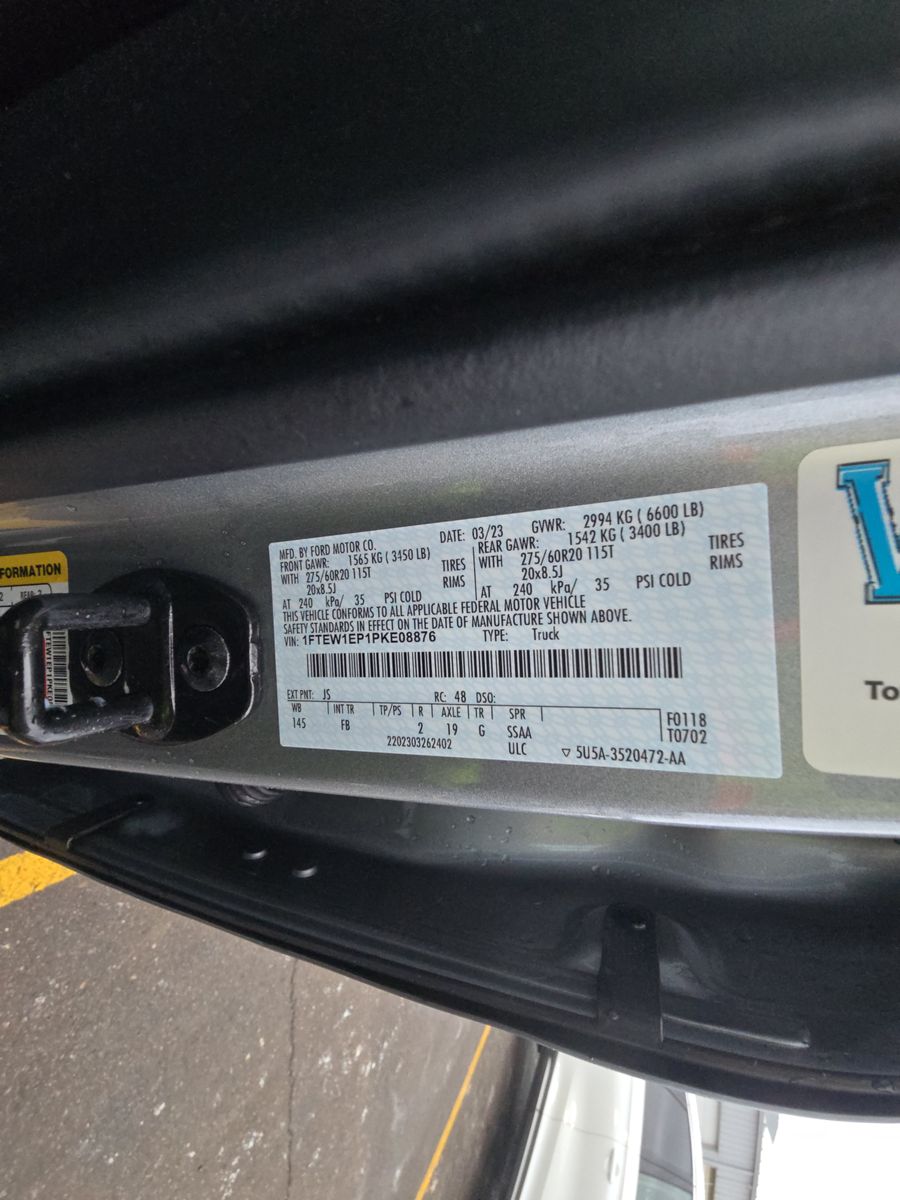 FORMATION
2 REAR: 3
FTEW1EP1PKE0
MFD. BY FORD MOTOR CO. DATE: 03/23 GVWR: 2994 KG ( 6600 LB)
FRONT GAWR: 1565 KG ( 3450 LB) REAR GAWR: 1542 KG ( 3400 LB)
WITH 275/60R20 115T TIRES WITH 275/60R20 115T TIRES
20x8.5J RIMS 20x8.5J RIMS
AT 240 kPa/ 35 PSI COLD AT 240 kPa/ 35 PSI COLD
THIS VEHICLE CONFORMS TO ALL APPLICABLE FEDERAL MOTOR VEHICLE
SAFETY STANDARDS IN EFFECT ON THE DATE OF MANUFACTURE SHOWN ABOVE.
VIN: 1FTEW1EP1PKE08876 TYPE: Truck
EXT PNT: JS RC: 48 DSO:
WB INT TR TP/PS R AXLE TR SPR F0118
145 FB 2 19 G SSAA T0702
2202303262402 ULC ▽ 5U5A-3520472-AA
To